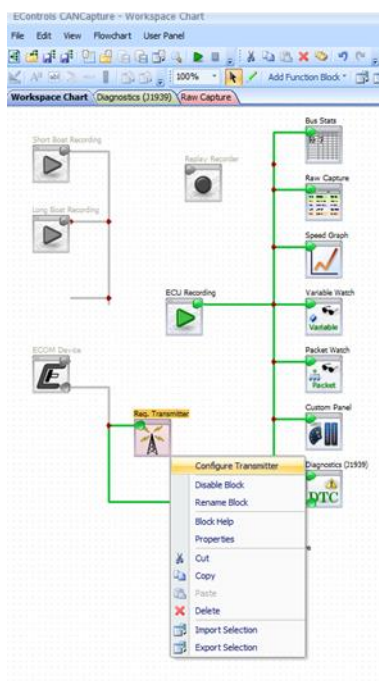 EControls CANCapture - Workspace Chart
File Edit View Flowchart User Panel
100% Add Function Block
Workspace Chart Diagnostics (J1939) Raw Capture
Bus Stats
Short Boat Recording
Replay Recorder
Raw Capture
Long Boat Recording
Speed Graph
ECU Recording
Variable Watch
Variable
ECOM Device
Packet Watch
Packet
Req. Transmitter
Custom Panel
Configure Transmitter
Diagnostics (J1939)
DTC
Disable Block
Rename Block
Block Help
Properties
Cut
Copy
Paste
Delete
Import Selection
Export Selection